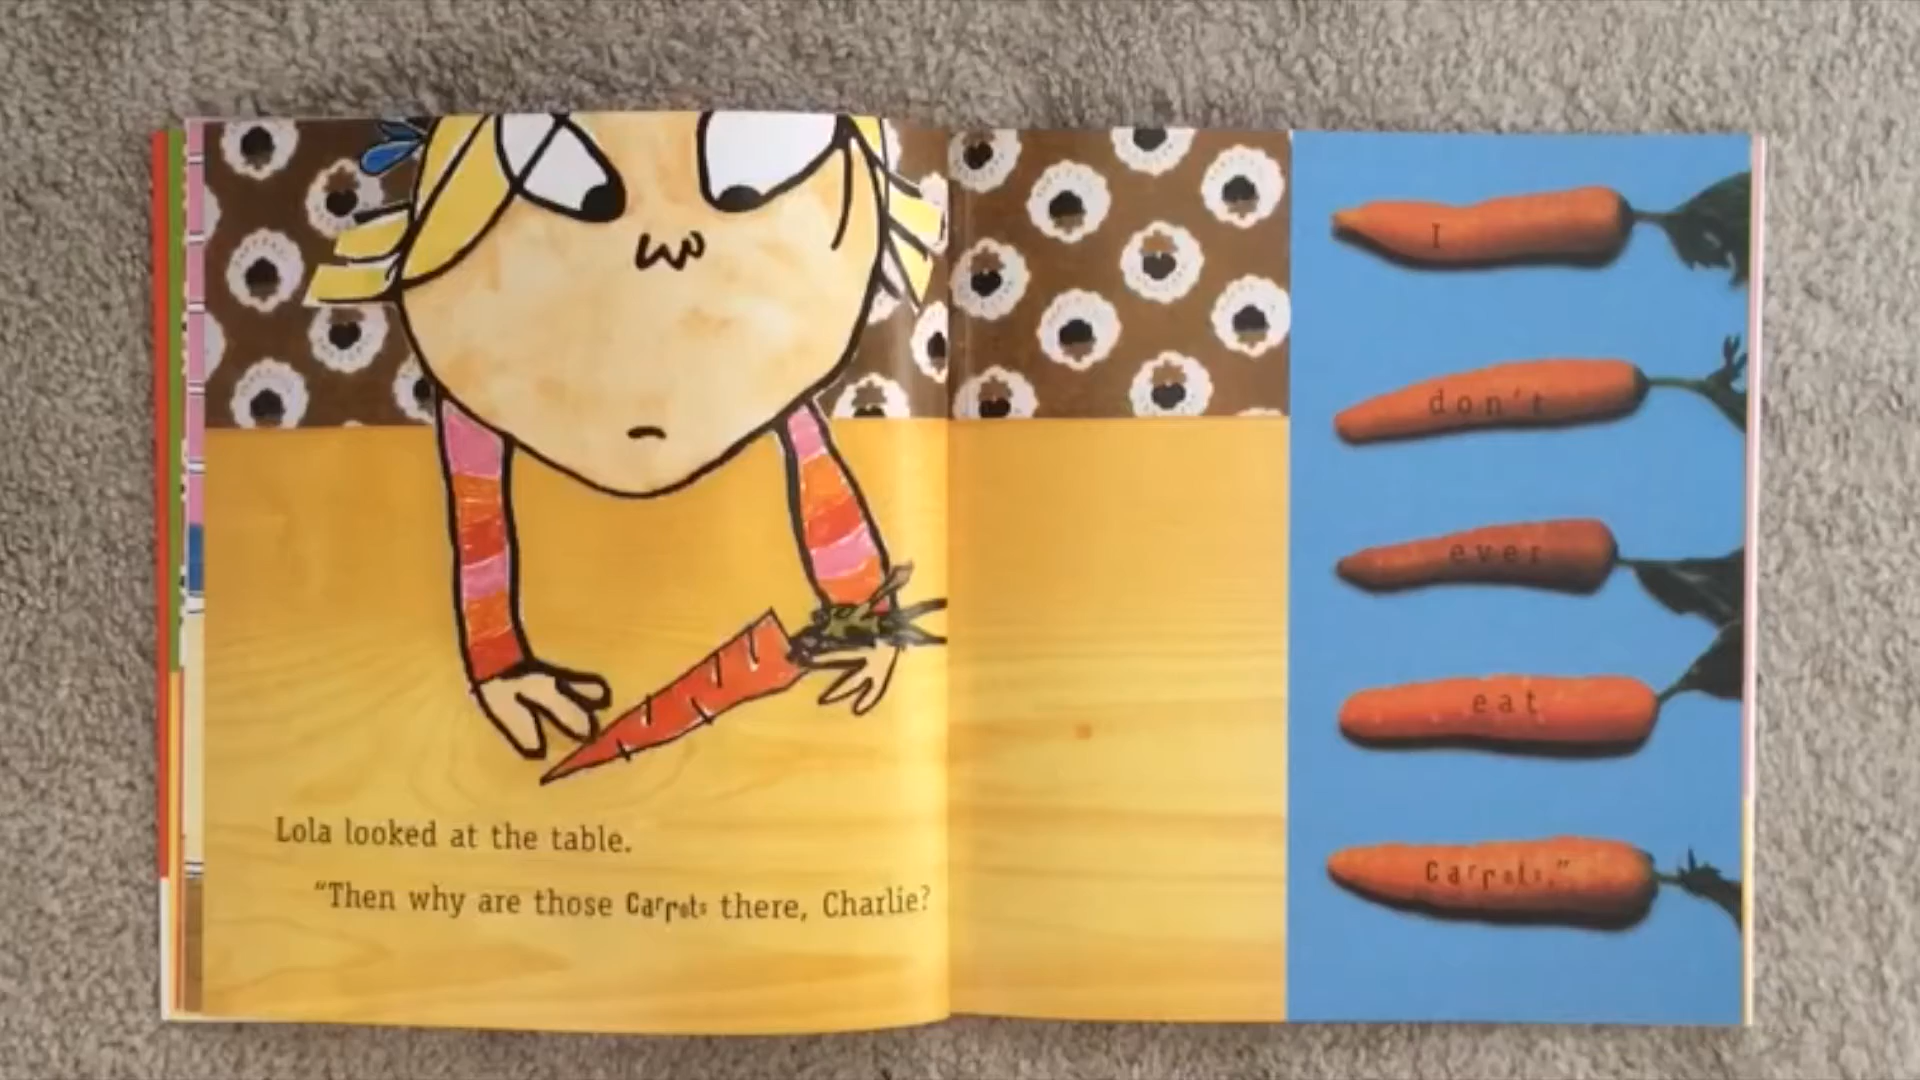 Lola looked at the table.
"Then why are those Carrots there, Charlie?
I
don't
ever
eat
Carrots."